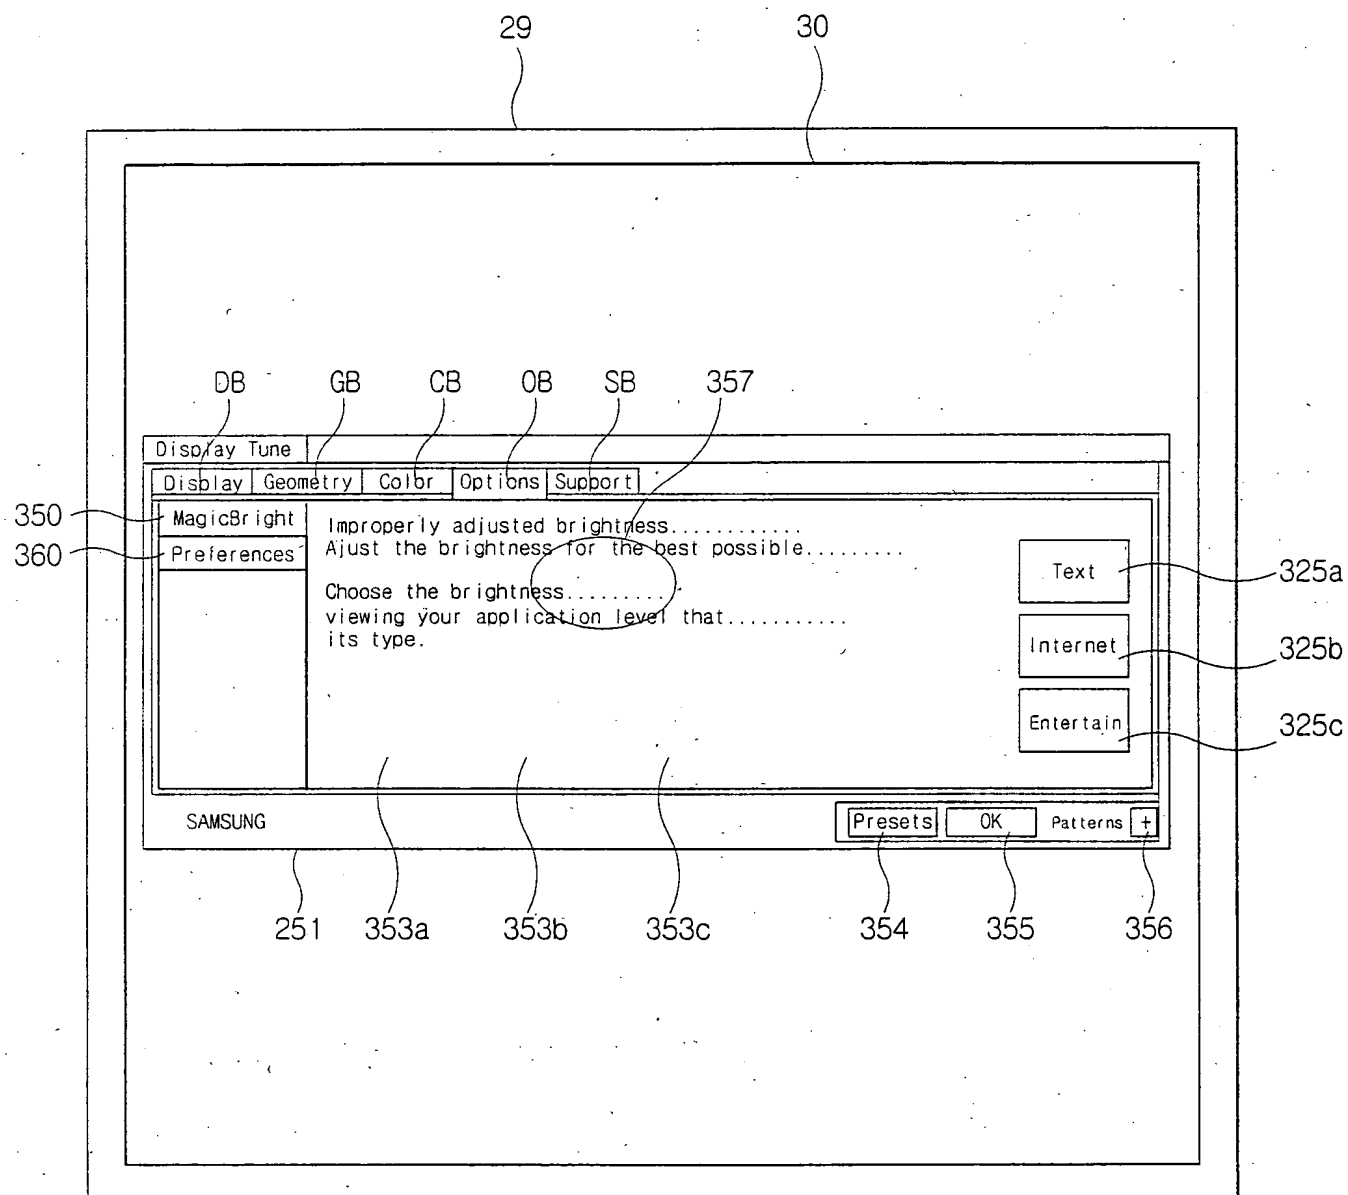 29 30
DB GB CB OB SB 357
Display Tune
Display Geometry Color Options Support
350 MagicBright
360 Preferences
Improperly adjusted brightness............
Ajust the brightness for the best possible.........
Choose the brightness.........
viewing your application level that...........
its type.
Text 325a
Internet 325b
Entertain 325c
SAMSUNG Presets OK Patterns +
251 353a 353b 353c 354 355 356